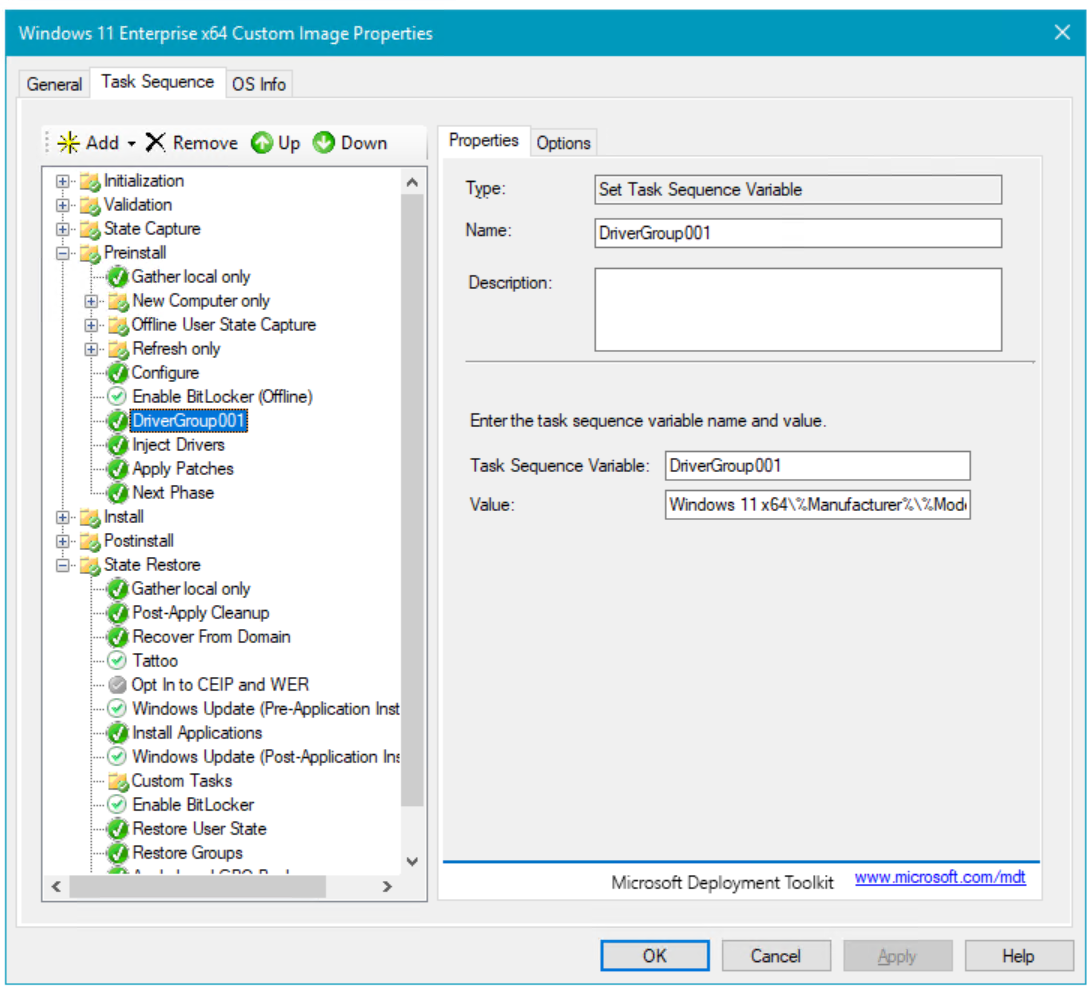 Windows 11 Enterprise x64 Custom Image Properties
General Task Sequence OS Info
Add Remove Up Down
Initialization
Validation
State Capture
Preinstall
Gather local only
New Computer only
Offline User State Capture
Refresh only
Configure
Enable BitLocker (Offline)
DriverGroup001
Inject Drivers
Apply Patches
Next Phase
Install
Postinstall
State Restore
Gather local only
Post-Apply Cleanup
Recover From Domain
Tattoo
Opt In to CEIP and WER
Windows Update (Pre-Application Inst
Install Applications
Windows Update (Post-Application Ins
Custom Tasks
Enable BitLocker
Restore User State
Restore Groups
Properties Options
Type: Set Task Sequence Variable
Name: DriverGroup001
Description:
Enter the task sequence variable name and value.
Task Sequence Variable: DriverGroup001
Value: Windows 11 x64\%Manufacturer%\%Mod
Microsoft Deployment Toolkit www.microsoft.com/mdt
OK Cancel Apply Help